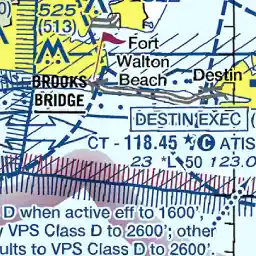 525
(513)
Fort
Walton
Beach
BROOKS
BRIDGE
Destin
DESTIN EXEC (
CT - 118.45 * C ATIS
23 *L 50 123.0
D when active eff to 1600',
VPS Class D to 2600'; other
ults to VPS Class D to 2600'.